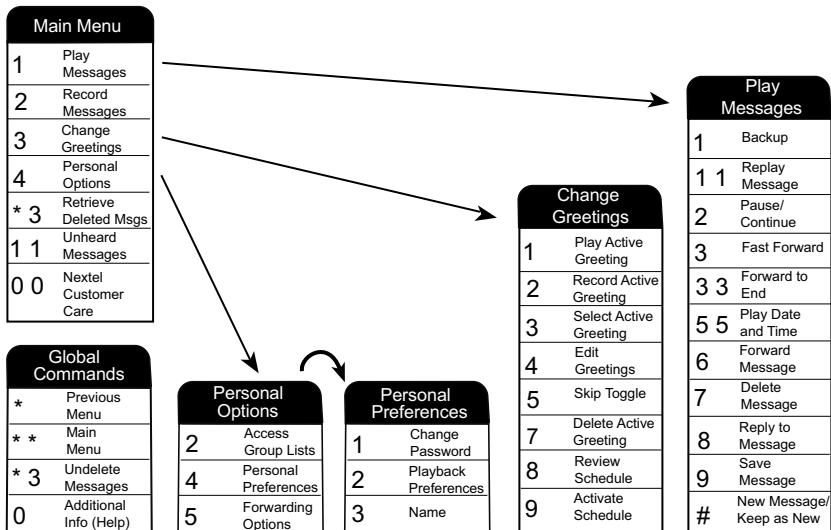 Main Menu
1 Play
Messages
2 Record
Messages
3 Change
Greetings
4 Personal
Options
* 3 Retrieve
Deleted Msgs
1 1 Unheard
Messages
0 0 Nextel
Customer
Care
Global
Commands
* Previous
Menu
* * Main
Menu
* 3 Undelete
Messages
0 Additional
Info (Help)
Personal
Options
2 Access
Group Lists
4 Personal
Preferences
5 Forwarding
Options
Personal
Preferences
1 Change
Password
2 Playback
Preferences
3 Name
Change
Greetings
1 Play Active
Greeting
2 Record Active
Greeting
3 Select Active
Greeting
4 Edit
Greetings
5 Skip Toggle
7 Delete Active
Greeting
8 Review
Schedule
9 Activate
Schedule
Play
Messages
1 Backup
1 1 Replay
Message
2 Pause/
Continue
3 Fast Forward
3 3 Forward to
End
5 5 Play Date
and Time
6 Forward
Message
7 Delete
Message
8 Reply to
Message
9 Save
Message
# New Message/
Keep as New